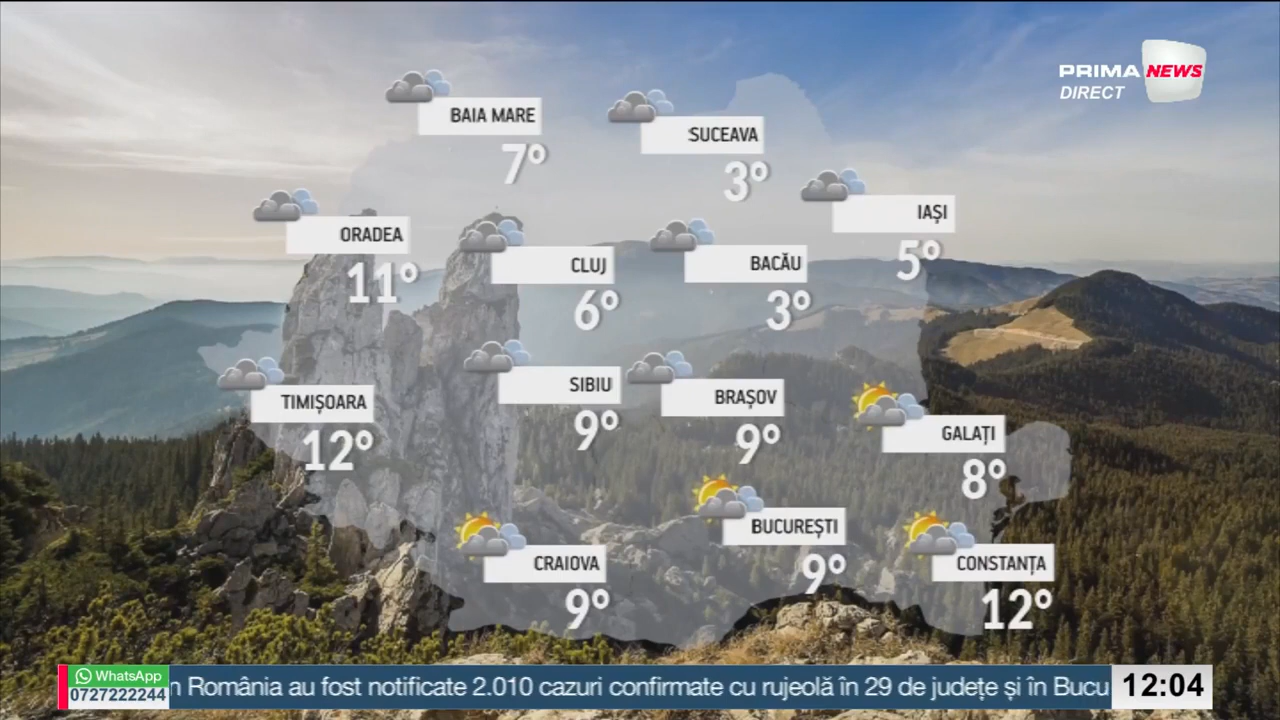 PRIMA NEWS
DIRECT
BAIA MARE
7°
SUCEAVA
3°
IAȘI
5°
ORADEA
11°
CLUJ
6°
BACĂU
3°
TIMIȘOARA
12°
SIBIU
9°
BRAȘOV
9°
GALAȚI
8°
CRAIOVA
9°
BUCUREȘTI
9°
CONSTANȚA
12°
WhatsApp
0727222244
n România au fost notificate 2.010 cazuri confirmate cu rujeolă în 29 de județe și în Bucu
12:04